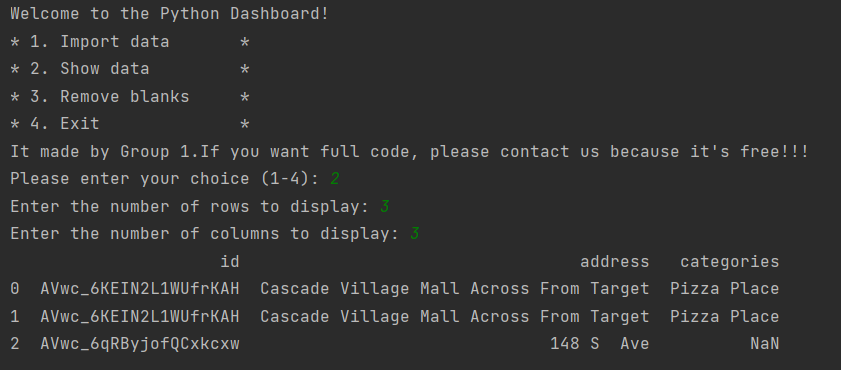 Welcome to the Python Dashboard!
* 1. Import data       *
* 2. Show data         *
* 3. Remove blanks     *
* 4. Exit              *
It made by Group 1.If you want full code, please contact us because it's free!!!
Please enter your choice (1-4): 2
Enter the number of rows to display: 3
Enter the number of columns to display: 3
                     id                                  address   categories
0  AVwc_6KEIN2L1WUfrKAH  Cascade Village Mall Across From Target  Pizza Place
1  AVwc_6KEIN2L1WUfrKAH  Cascade Village Mall Across From Target  Pizza Place
2  AVwc_6qRByjofQCxkcxw                               148 S  Ave          NaN